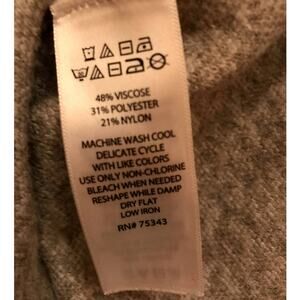 48% VISCOSE
31% POLYESTER
21% NYLON
MACHINE WASH COOL
DELICATE CYCLE
WITH LIKE COLORS
USE ONLY NON-CHLORINE
BLEACH WHEN NEEDED
RESHAPE WHILE DAMP
DRY FLAT
LOW IRON
RN# 75343